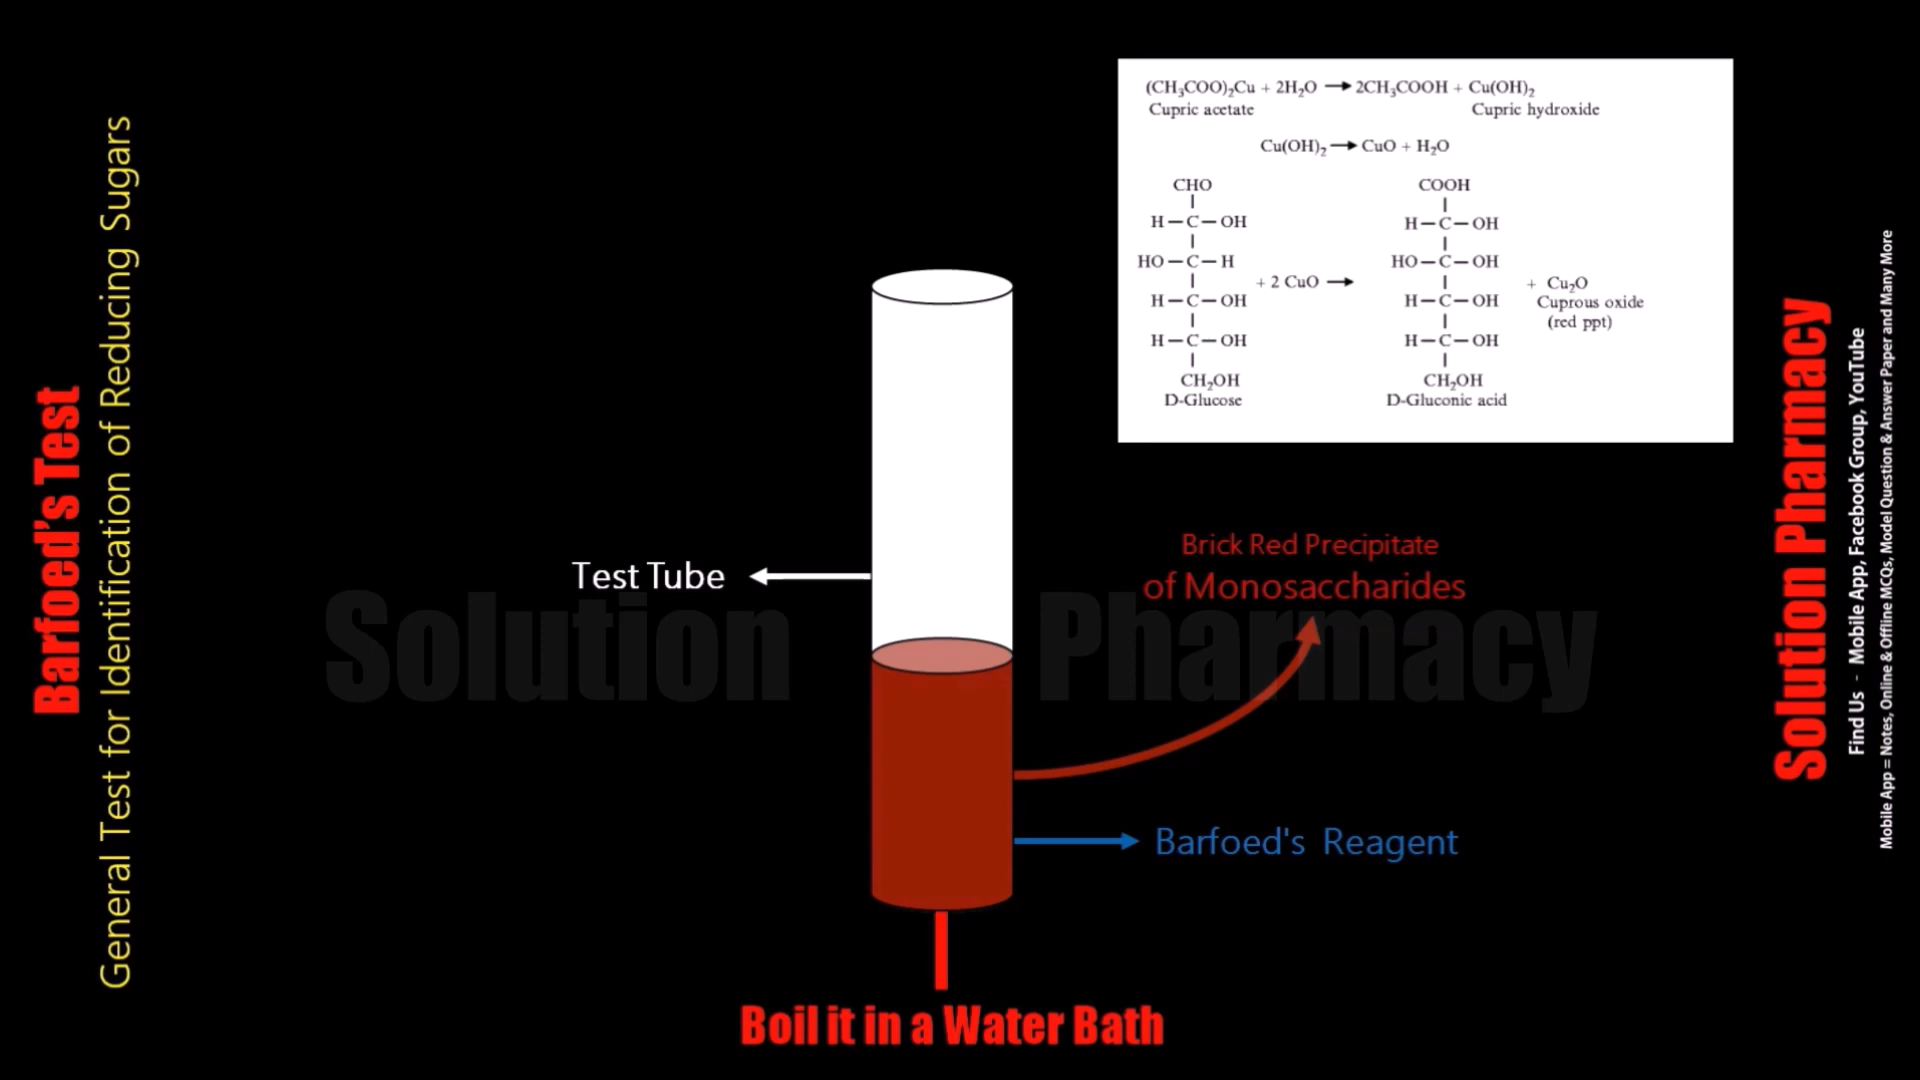 Barfoed's Test
General Test for Identification of Reducing Sugars
(CH₃COO)₂Cu + 2H₂O → 2CH₃COOH + Cu(OH)₂
Cupric acetate Cupric hydroxide
Cu(OH)₂ → CuO + H₂O
CHO COOH
H—C—OH H—C—OH
HO—C—H HO—C—OH
+ 2 CuO → + Cu₂O
H—C—OH H—C—OH Cuprous oxide
(red ppt)
H—C—OH H—C—OH
CH₂OH CH₂OH
D-Glucose D-Gluconic acid
Brick Red Precipitate
of Monosaccharides
Test Tube
Solution Pharmacy
Barfoed's Reagent
Boil it in a Water Bath
Solution Pharmacy
Find Us - Mobile App, Facebook Group, YouTube
Mobile App = Notes, Online & Offline MCQs, Model Question & Answer Paper and Many More